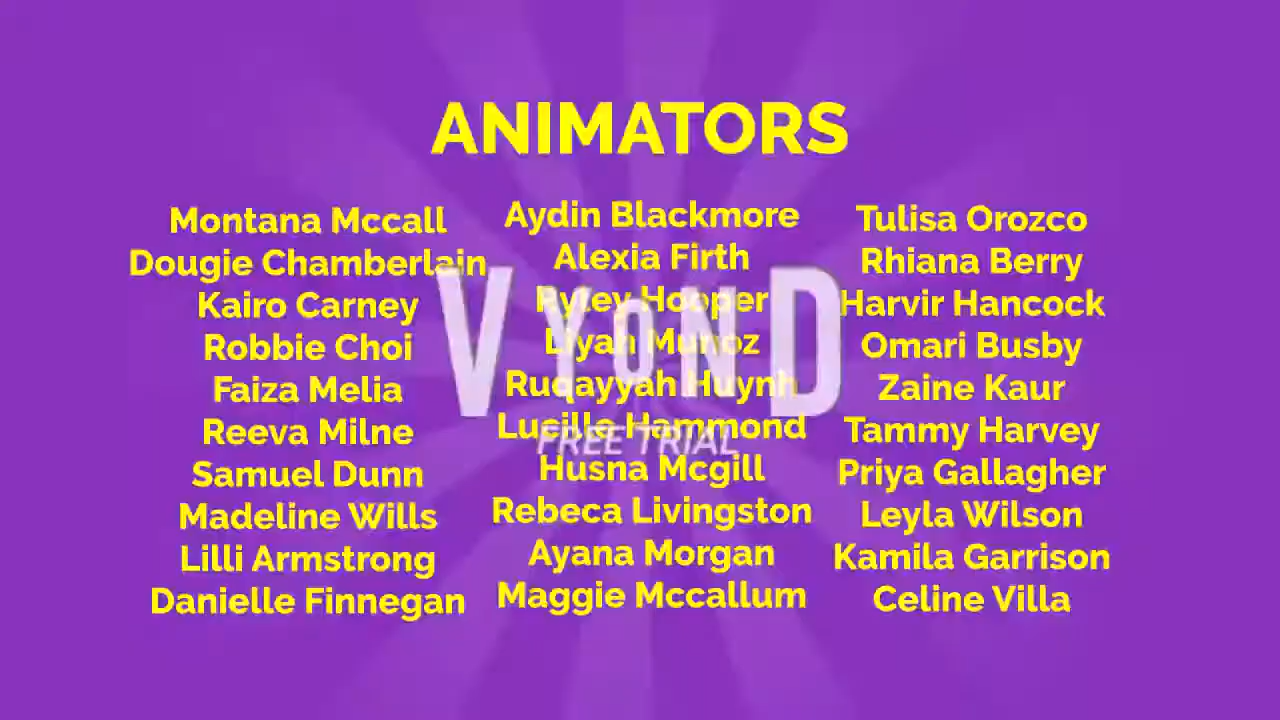 ANIMATORS
Montana Mccall
Dougie Chamberlain
Kairo Carney
Robbie Choi
Faiza Melia
Reeva Milne
Samuel Dunn
Madeline Wills
Lilli Armstrong
Danielle Finnegan
Aydin Blackmore
Alexia Firth
Rytey Hooper
Liyah Munoz
Ruqayyah Huynh
Lucille Hammond
Husna Mcgill
Rebeca Livingston
Ayana Morgan
Maggie Mccallum
Tulisa Orozco
Rhiana Berry
Harvir Hancock
Omari Busby
Zaine Kaur
Tammy Harvey
Priya Gallagher
Leyla Wilson
Kamila Garrison
Celine Villa
VYOND
FREE TRIAL